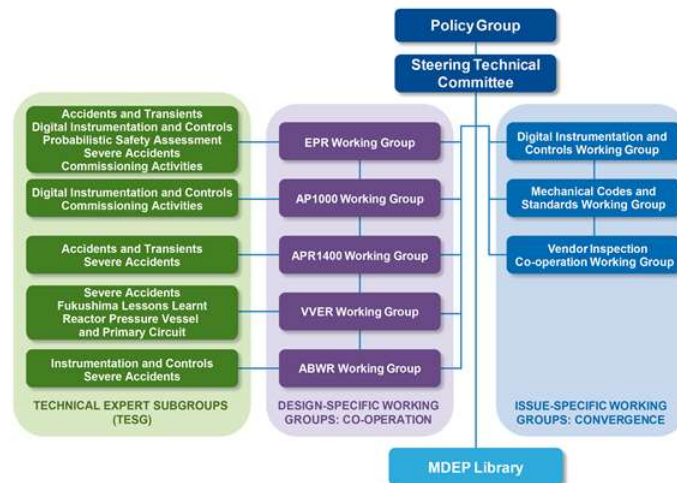 Policy Group
Steering Technical
Committee
Accidents and Transients
Digital Instrumentation and Controls
Probabilistic Safety Assessment
Severe Accidents
Commissioning Activities
Digital Instrumentation and Controls
Commissioning Activities
Accidents and Transients
Severe Accidents
Severe Accidents
Fukushima Lessons Learnt
Reactor Pressure Vessel
and Primary Circuit
Instrumentation and Controls
Severe Accidents
TECHNICAL EXPERT SUBGROUPS
(TESG)
EPR Working Group
AP1000 Working Group
APR1400 Working Group
VVER Working Group
ABWR Working Group
DESIGN-SPECIFIC WORKING
GROUPS: CO-OPERATION
Digital Instrumentation and
Controls Working Group
Mechanical Codes and
Standards Working Group
Vendor Inspection
Co-operation Working Group
ISSUE-SPECIFIC WORKING
GROUPS: CONVERGENCE
MDEP Library